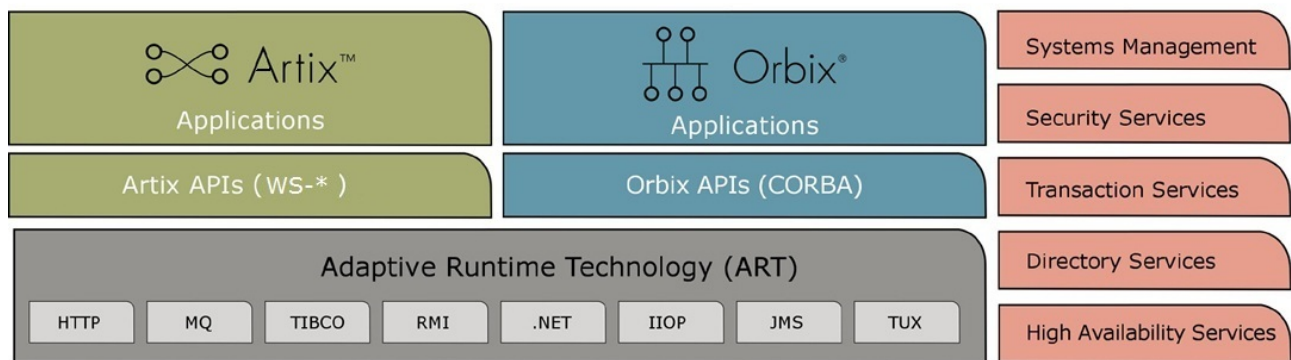 Artix™
Applications
Artix APIs (WS-* )
Orbix®
Applications
Orbix APIs (CORBA)
Adaptive Runtime Technology (ART)
HTTP
MQ
TIBCO
RMI
.NET
IIOP
JMS
TUX
Systems Management
Security Services
Transaction Services
Directory Services
High Availability Services